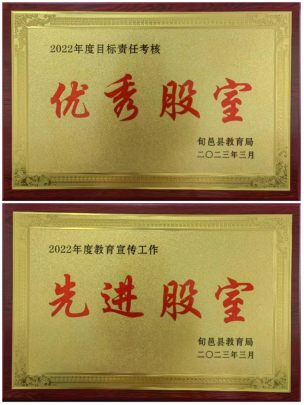 2022年度目标责任考核
优秀股室
旬邑县教育局
二〇二三年三月
2022年度教育宣传工作
先进股室
旬邑县教育局
二〇二三年三月